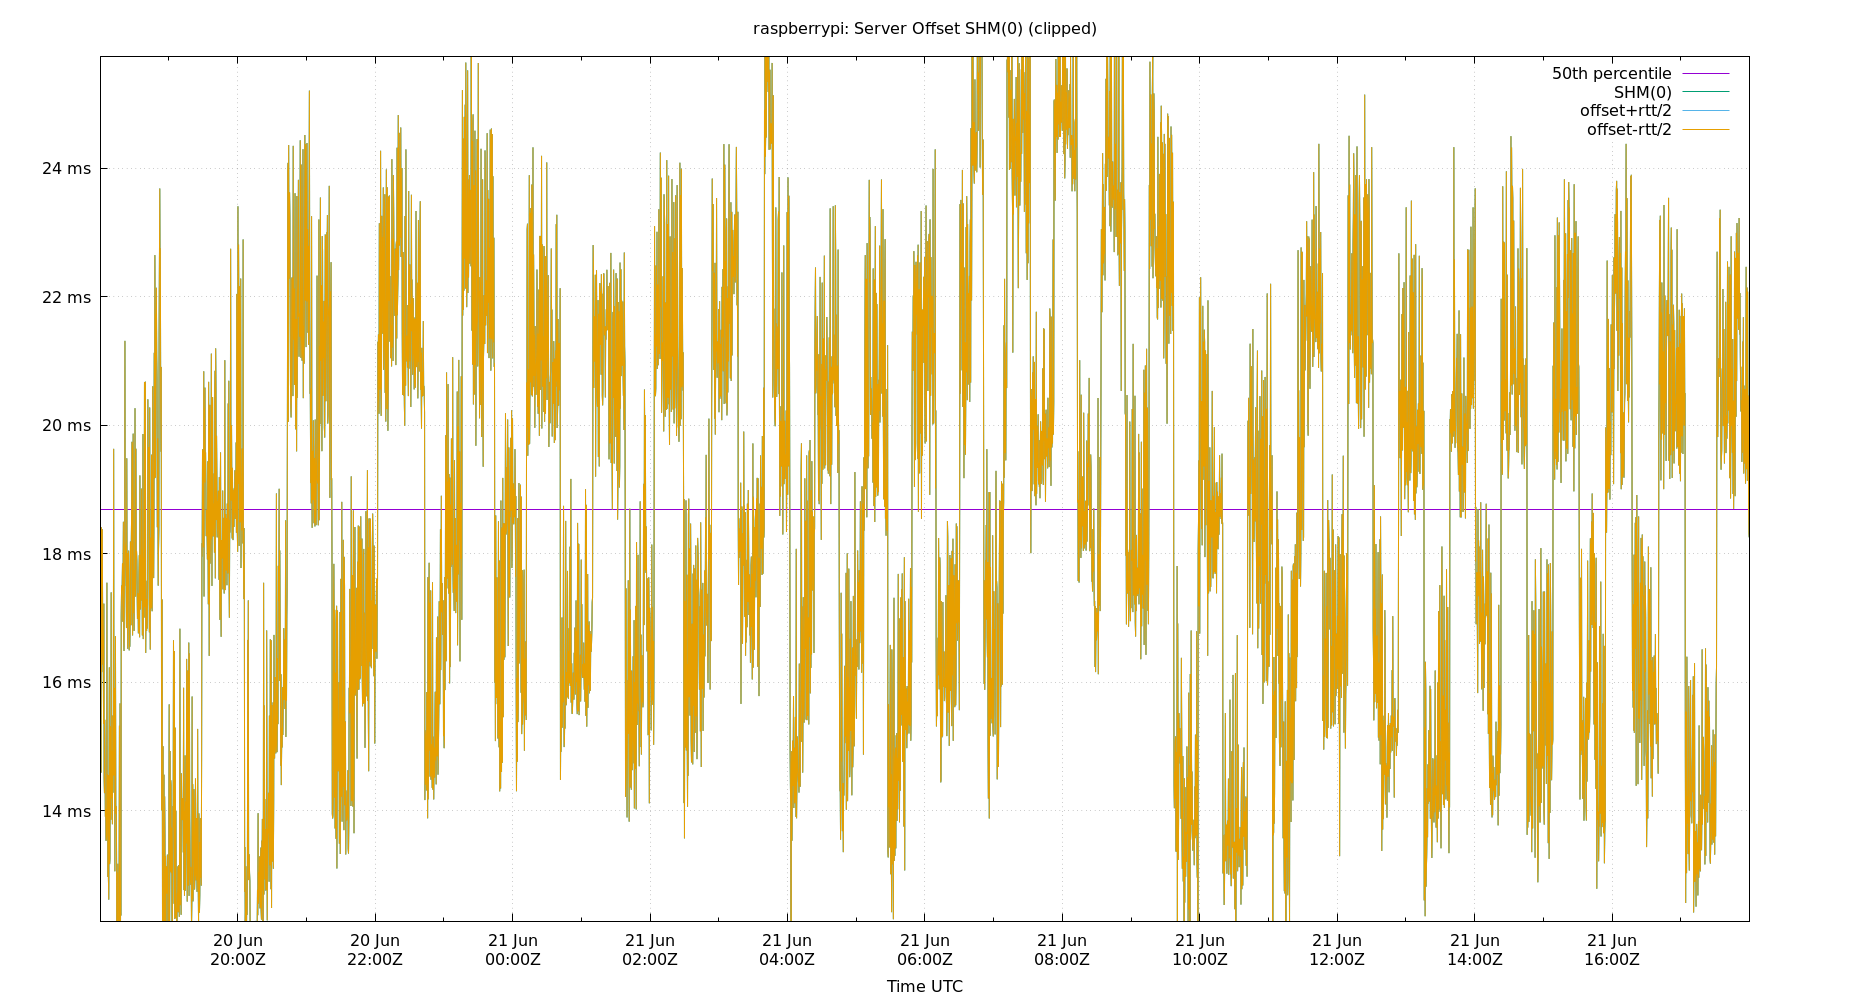 raspberrypi: Server Offset SHM(0) (clipped)
50th percentile
SHM(0)
offset+rtt/2
offset-rtt/2
24 ms
22 ms
20 ms
18 ms
16 ms
14 ms
20 Jun 20 Jun 21 Jun 21 Jun 21 Jun 21 Jun 21 Jun 21 Jun 21 Jun 21 Jun 21 Jun
20:00Z 22:00Z 00:00Z 02:00Z 04:00Z 06:00Z 08:00Z 10:00Z 12:00Z 14:00Z 16:00Z
Time UTC